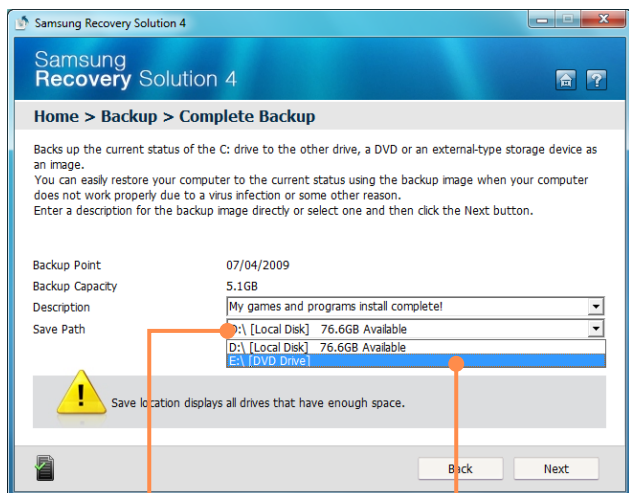 Samsung Recovery Solution 4
Samsung
Recovery Solution 4
Home > Backup > Complete Backup
Backs up the current status of the C: drive to the other drive, a DVD or an external-type storage device as
an image.
You can easily restore your computer to the current status using the backup image when your computer
does not work properly due to a virus infection or some other reason.
Enter a description for the backup image directly or select one and then click the Next button.
Backup Point 07/04/2009
Backup Capacity 5.1GB
Description My games and programs install complete!
Save Path D:\ [Local Disk] 76.6GB Available
D:\ [Local Disk] 76.6GB Available
E:\ [DVD Drive]
Save location displays all drives that have enough space.
Back Next